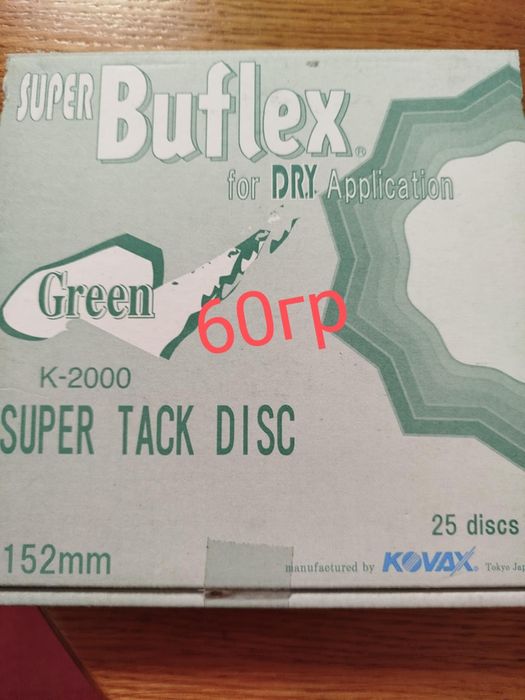 SUPER Buflex®
for DRY Application
Green
60гр
K-2000
SUPER TACK DISC
25 discs
152mm
manufactured by KOVAX® Tokyo Jap